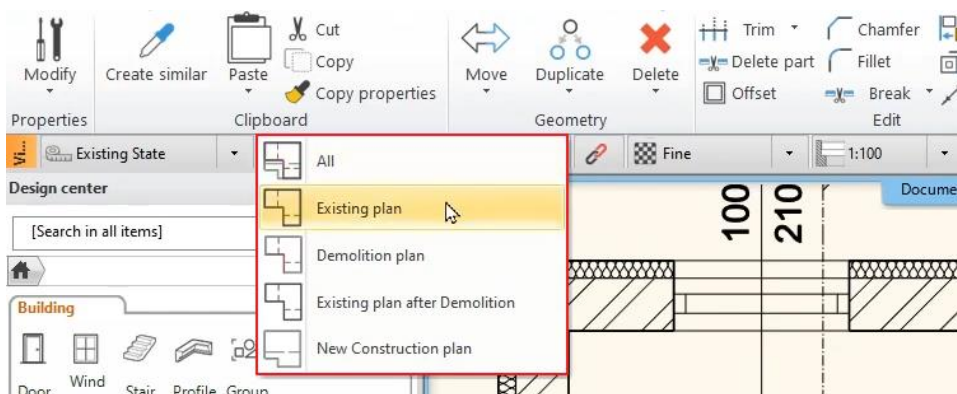 Cut
Copy
Copy properties
Modify
Create similar
Paste
Move
Duplicate
Delete
Trim
Delete part
Offset
Chamfer
Fillet
Break
Properties
Clipboard
Geometry
Edit
Vi...
Existing State
Fine
1:100
Design center
[Search in all items]
Building
Door
Wind
Stair
Profile
Group
All
Existing plan
Demolition plan
Existing plan after Demolition
New Construction plan
Docume
100
210